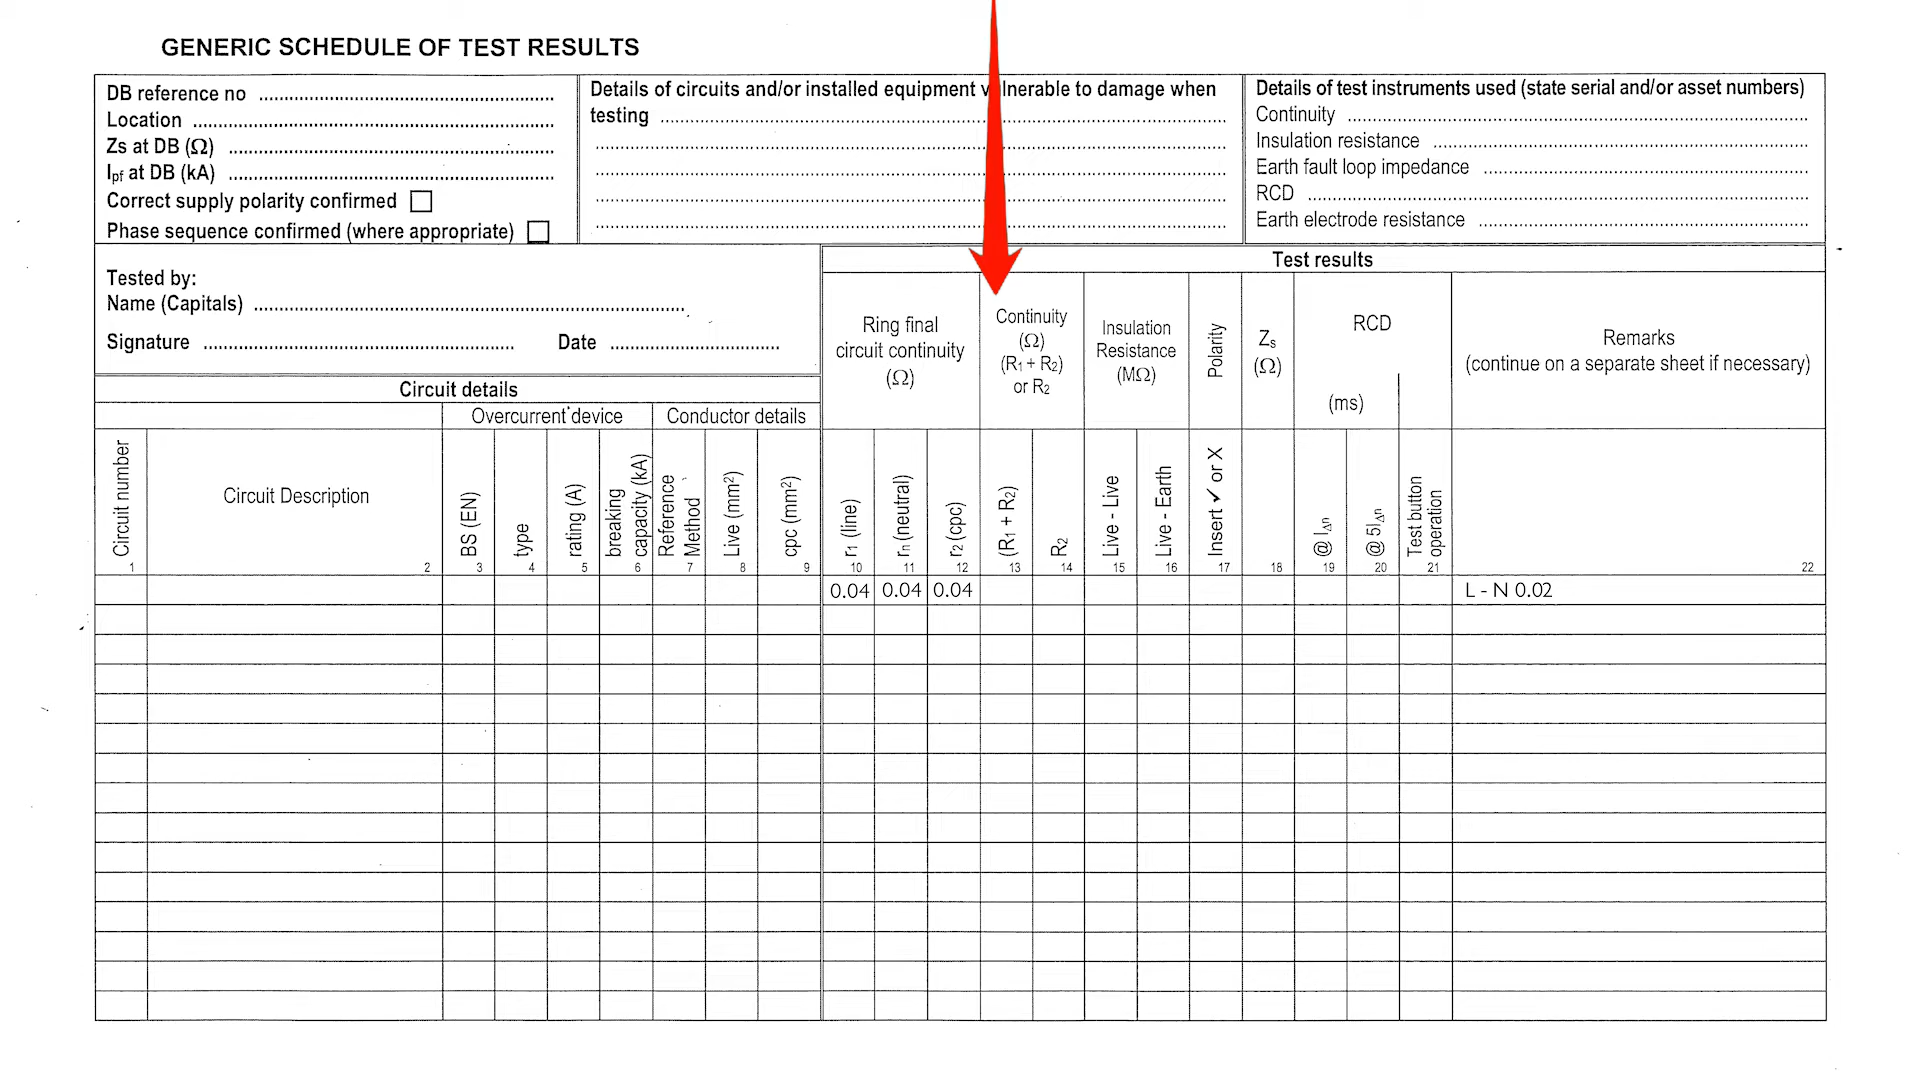 GENERIC SCHEDULE OF TEST RESULTS
DB reference no
Location
Zs at DB (Ω)
Ipf at DB (kA)
Correct supply polarity confirmed
Phase sequence confirmed (where appropriate)
Details of circuits and/or installed equipment vulnerable to damage when
testing
Details of test instruments used (state serial and/or asset numbers)
Continuity
Insulation resistance
Earth fault loop impedance
RCD
Earth electrode resistance
Tested by:
Name (Capitals)
Signature Date
Test results
Ring final
circuit continuity
(Ω)
Continuity
(Ω)
(R1 + R2)
or R2
Insulation
Resistance
(MΩ)
Polarity
Zs
(Ω)
RCD
(ms)
Remarks
(continue on a separate sheet if necessary)
Circuit details
Overcurrent device
Conductor details
Circuit number
1
Circuit Description
2
BS (EN)
3
type
4
rating (A)
5
breaking
capacity (kA)
6
Reference
Method
7
Live (mm2)
8
cpc (mm2)
9
r1 (line)
10
rn (neutral)
11
r2 (cpc)
12
(R1 + R2)
13
R2
14
Live - Live
15
Live - Earth
16
Insert ✓ or X
17
18
@ IΔn
19
@ 5IΔn
20
Test button
operation
21
22
0.04 0.04 0.04 L - N 0.02